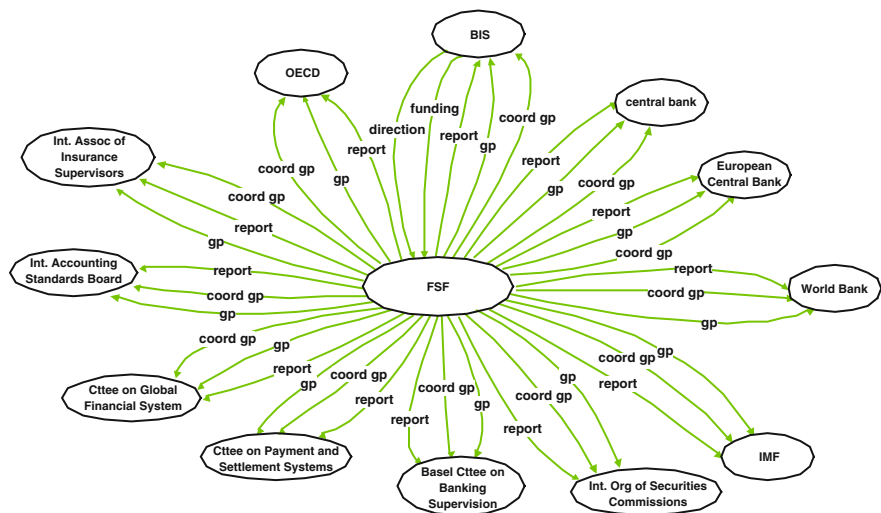 BIS
OECD
funding
central bank
direction
coord gp
report
gp
Int. Assoc of
Insurance
Supervisors
coord gp
report
gp
report
gp
coord gp
European
Central Bank
coord gp
report
gp
report
gp
coord gp
Int. Accounting
Standards Board
report
coord gp
gp
FSF
report
coord gp
gp
World Bank
coord gp
gp
report
Cttee on Global
Financial System
gp
coord gp
report
Cttee on Payment and
Settlement Systems
report
coord gp
gp
Basel Cttee on
Banking
Supervision
gp
coord gp
report
Int. Org of Securities
Commissions
gp
coord gp
report
IMF